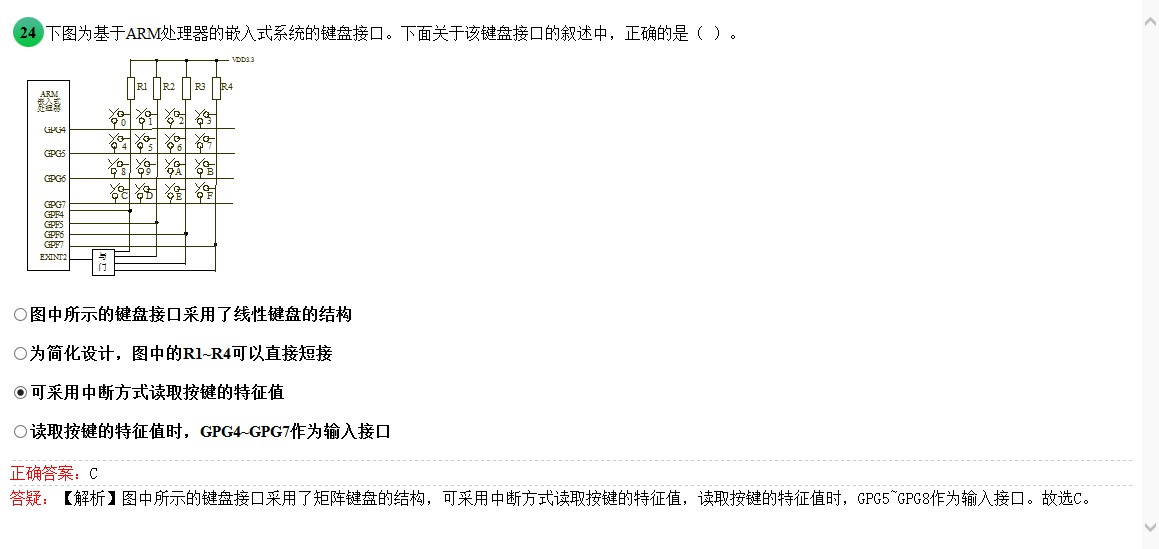 24 下图为基于ARM处理器的嵌入式系统的键盘接口。下面关于该键盘接口的叙述中，正确的是（ ）。
VDD3.3
R1 R2 R3 R4
ARM
嵌入式
处理器
0 1 2 3
GPG4
4 5 6 7
GPG5
8 9 A B
GPG6
C D E F
GPG7
GPF4
GPF5
GPF6
GPF7
EXINT2
与
门
图中所示的键盘接口采用了线性键盘的结构
为简化设计，图中的R1~R4可以直接短接
可采用中断方式读取按键的特征值
读取按键的特征值时，GPG4~GPG7作为输入接口
正确答案：C
答疑：【解析】图中所示的键盘接口采用了矩阵键盘的结构，可采用中断方式读取按键的特征值，读取按键的特征值时，GPG5~GPG8作为输入接口。故选C。